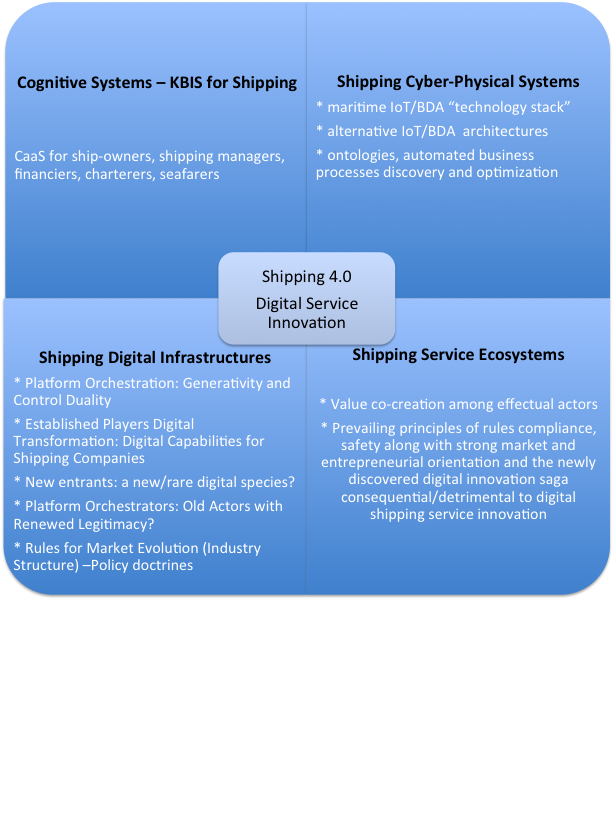 Cognitive Systems – KBIS for Shipping
CaaS for ship-owners, shipping managers,
financiers, charterers, seafarers
Shipping Cyber-Physical Systems
* maritime IoT/BDA “technology stack”
* alternative IoT/BDA architectures
* ontologies, automated business
processes discovery and optimization
Shipping 4.0
Digital Service
Innovation
Shipping Digital Infrastructures
* Platform Orchestration: Generativity and
Control Duality
* Established Players Digital
Transformation: Digital Capabilities for
Shipping Companies
* New entrants: a new/rare digital species?
* Platform Orchestrators: Old Actors with
Renewed Legitimacy?
* Rules for Market Evolution (Industry
Structure) –Policy doctrines
Shipping Service Ecosystems
* Value co-creation among effectual actors
* Prevailing principles of rules compliance,
safety along with strong market and
entrepreneurial orientation and the newly
discovered digital innovation saga
consequential/detrimental to digital
shipping service innovation